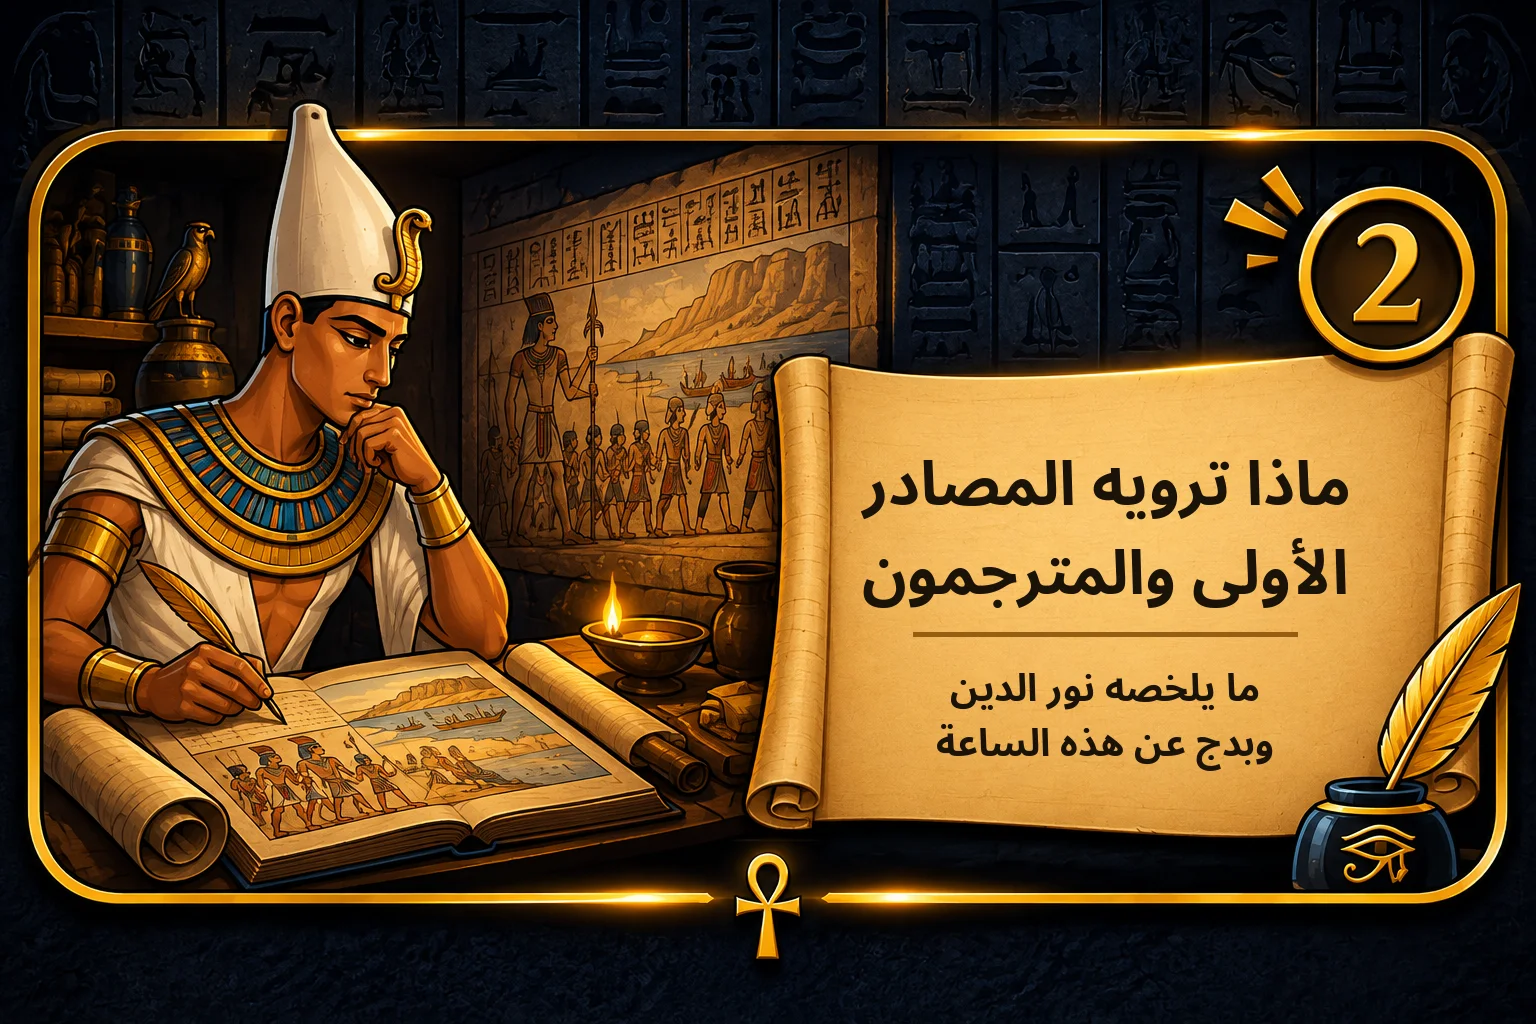 2
ماذا ترويه المصادر
الأولى والمترجمون
ما يلخصه نور الدين
وبدج عن هذه الساعة